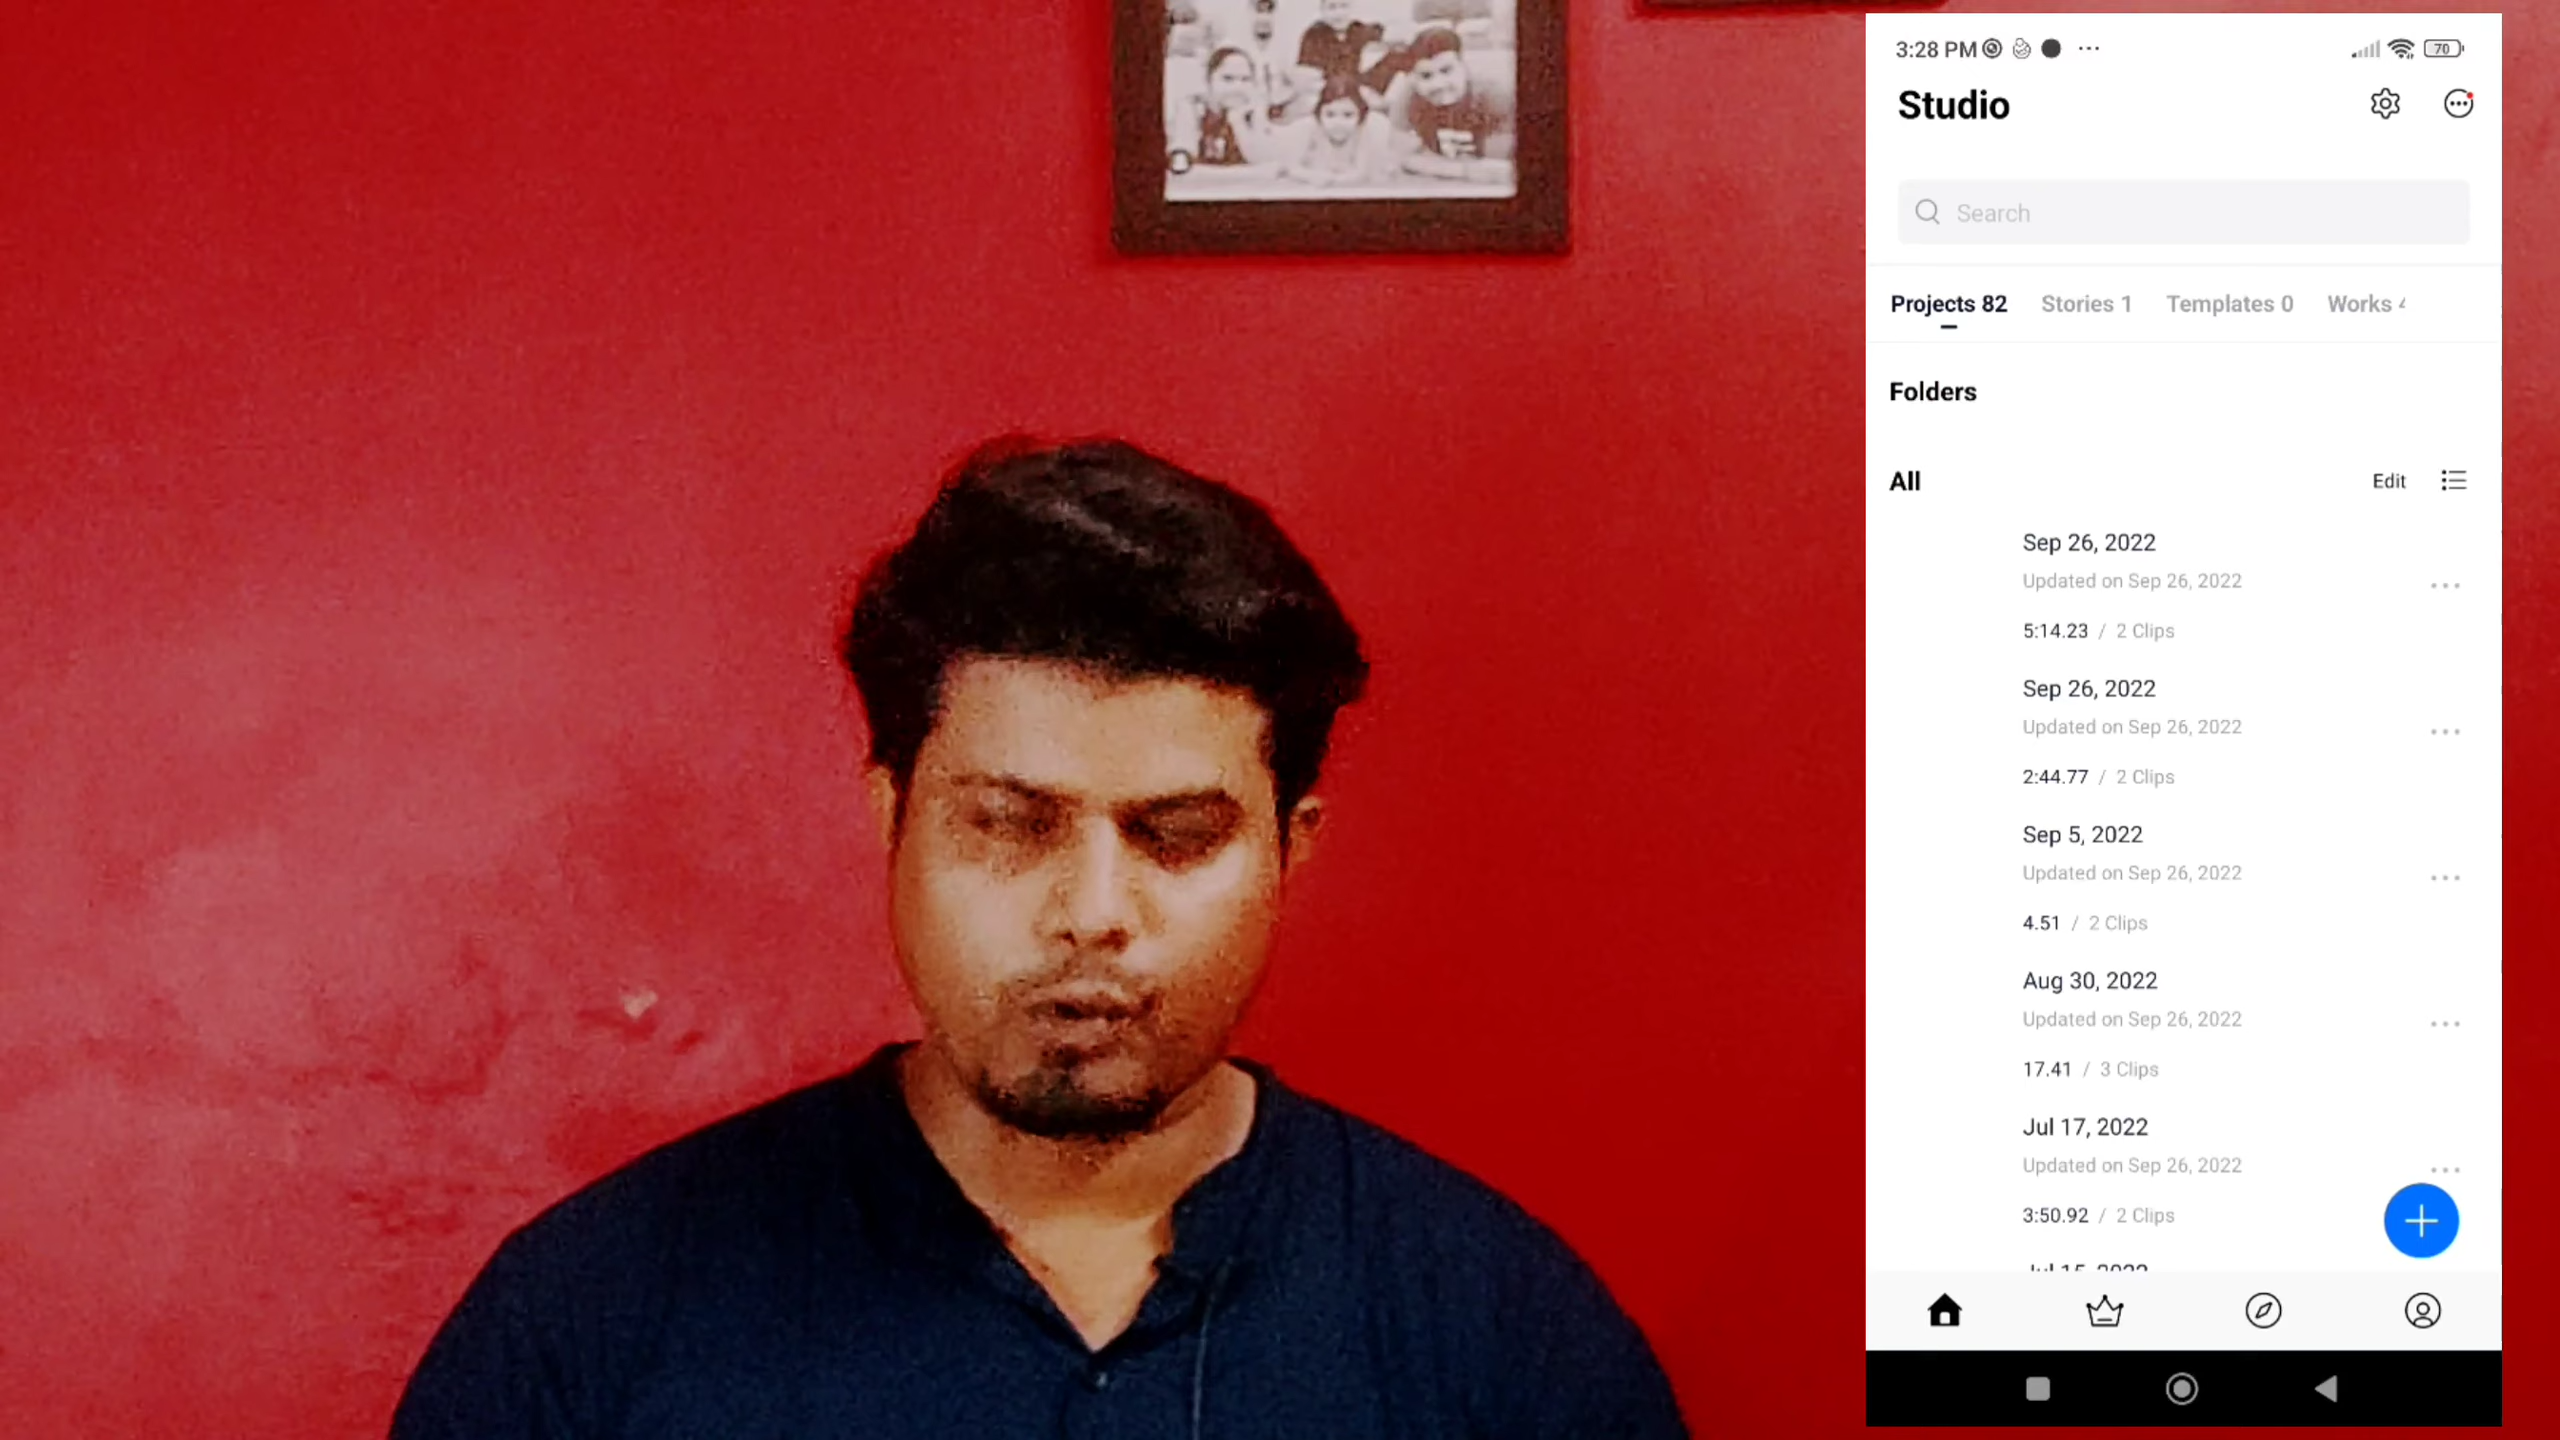 3:28 PM
70
Studio
Search
Projects 82 Stories 1 Templates 0 Works
Folders
All Edit
Sep 26, 2022
Updated on Sep 26, 2022
5:14.23 / 2 Clips
Sep 26, 2022
Updated on Sep 26, 2022
2:44.77 / 2 Clips
Sep 5, 2022
Updated on Sep 26, 2022
4.51 / 2 Clips
Aug 30, 2022
Updated on Sep 26, 2022
17.41 / 3 Clips
Jul 17, 2022
Updated on Sep 26, 2022
3:50.92 / 2 Clips
Jul 15, 2022